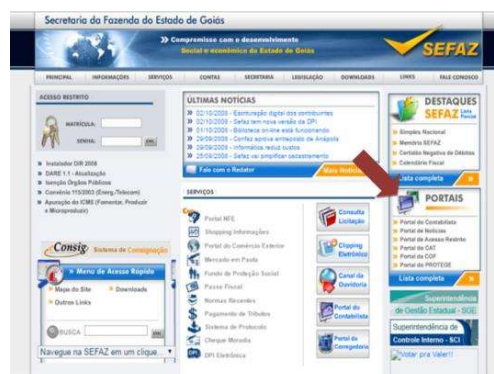 Secretaria da Fazenda do Estado de Goiás
Compromisso com o desenvolvimento
Social e econômico do Estado de Goiás
SEFAZ
PRINCIPAL
INFORMAÇÕES
SERVIÇOS
CONTAS
SECRETARIA
LEGISLAÇÃO
DOWNLOADS
LINKS
FALE CONOSCO
ACESSO RESTRITO
MATRÍCULA:
SENHA:
Instalador DIR 2008
DARE 1.1 - Atualização
Isenção Órgãos Públicos
Convênio 115/2003 (Energ./Telecom)
Apuração do ICMS (Fomentar, Produzir
e Microproduzir)
Consig Sistema de Consignação
Menu de Acesso Rápido
Mapa do Site
Downloads
Outros Links
BUSCA
Navegue na SEFAZ em um clique...
ÚLTIMAS NOTÍCIAS
02/10/2008 - Escrituração digital dos contribuintes
02/10/2008 - Sefaz tem nova versão da DPI
01/10/2008 - Biblioteca on-line está funcionando
29/09/2008 - Confaz aprova entreposto de Anápolis
29/09/2008 - Informática reduz custos
26/09/2008 - Sefaz vai simplificar cadastramento
Fale com o Redator
Mais Notícias
SERVIÇOS
Portal NFE
Shopping Informações
Portal do Comércio Exterior
Mercado em Pauta
Fundo de Proteção Social
Passe Fiscal
Normas Recentes
Pagamento de Tributos
Sistema de Protocolo
Cheque Moradia
DPI Eletrônica
Consulta
Licitação
Clipping
Eletrônico
Canal da
Ouvidoria
Portal do
Contabilista
Portal da
Corregedoria
DESTAQUES
SEFAZ
Simples Nacional
Memória SEFAZ
Certidão Negativa de Débitos
Calendário Fiscal
Lista completa
PORTAIS
Portal do Contabilista
Portal de Notícias
Portal de Acesso Restrito
Portal do CAT
Portal da COF
Portal do PROTEGE
Lista completa
Superintendência
de Gestão Estadual - SGE
Superintendência de
Controle Interno - SCI
Votar pra Valer!!